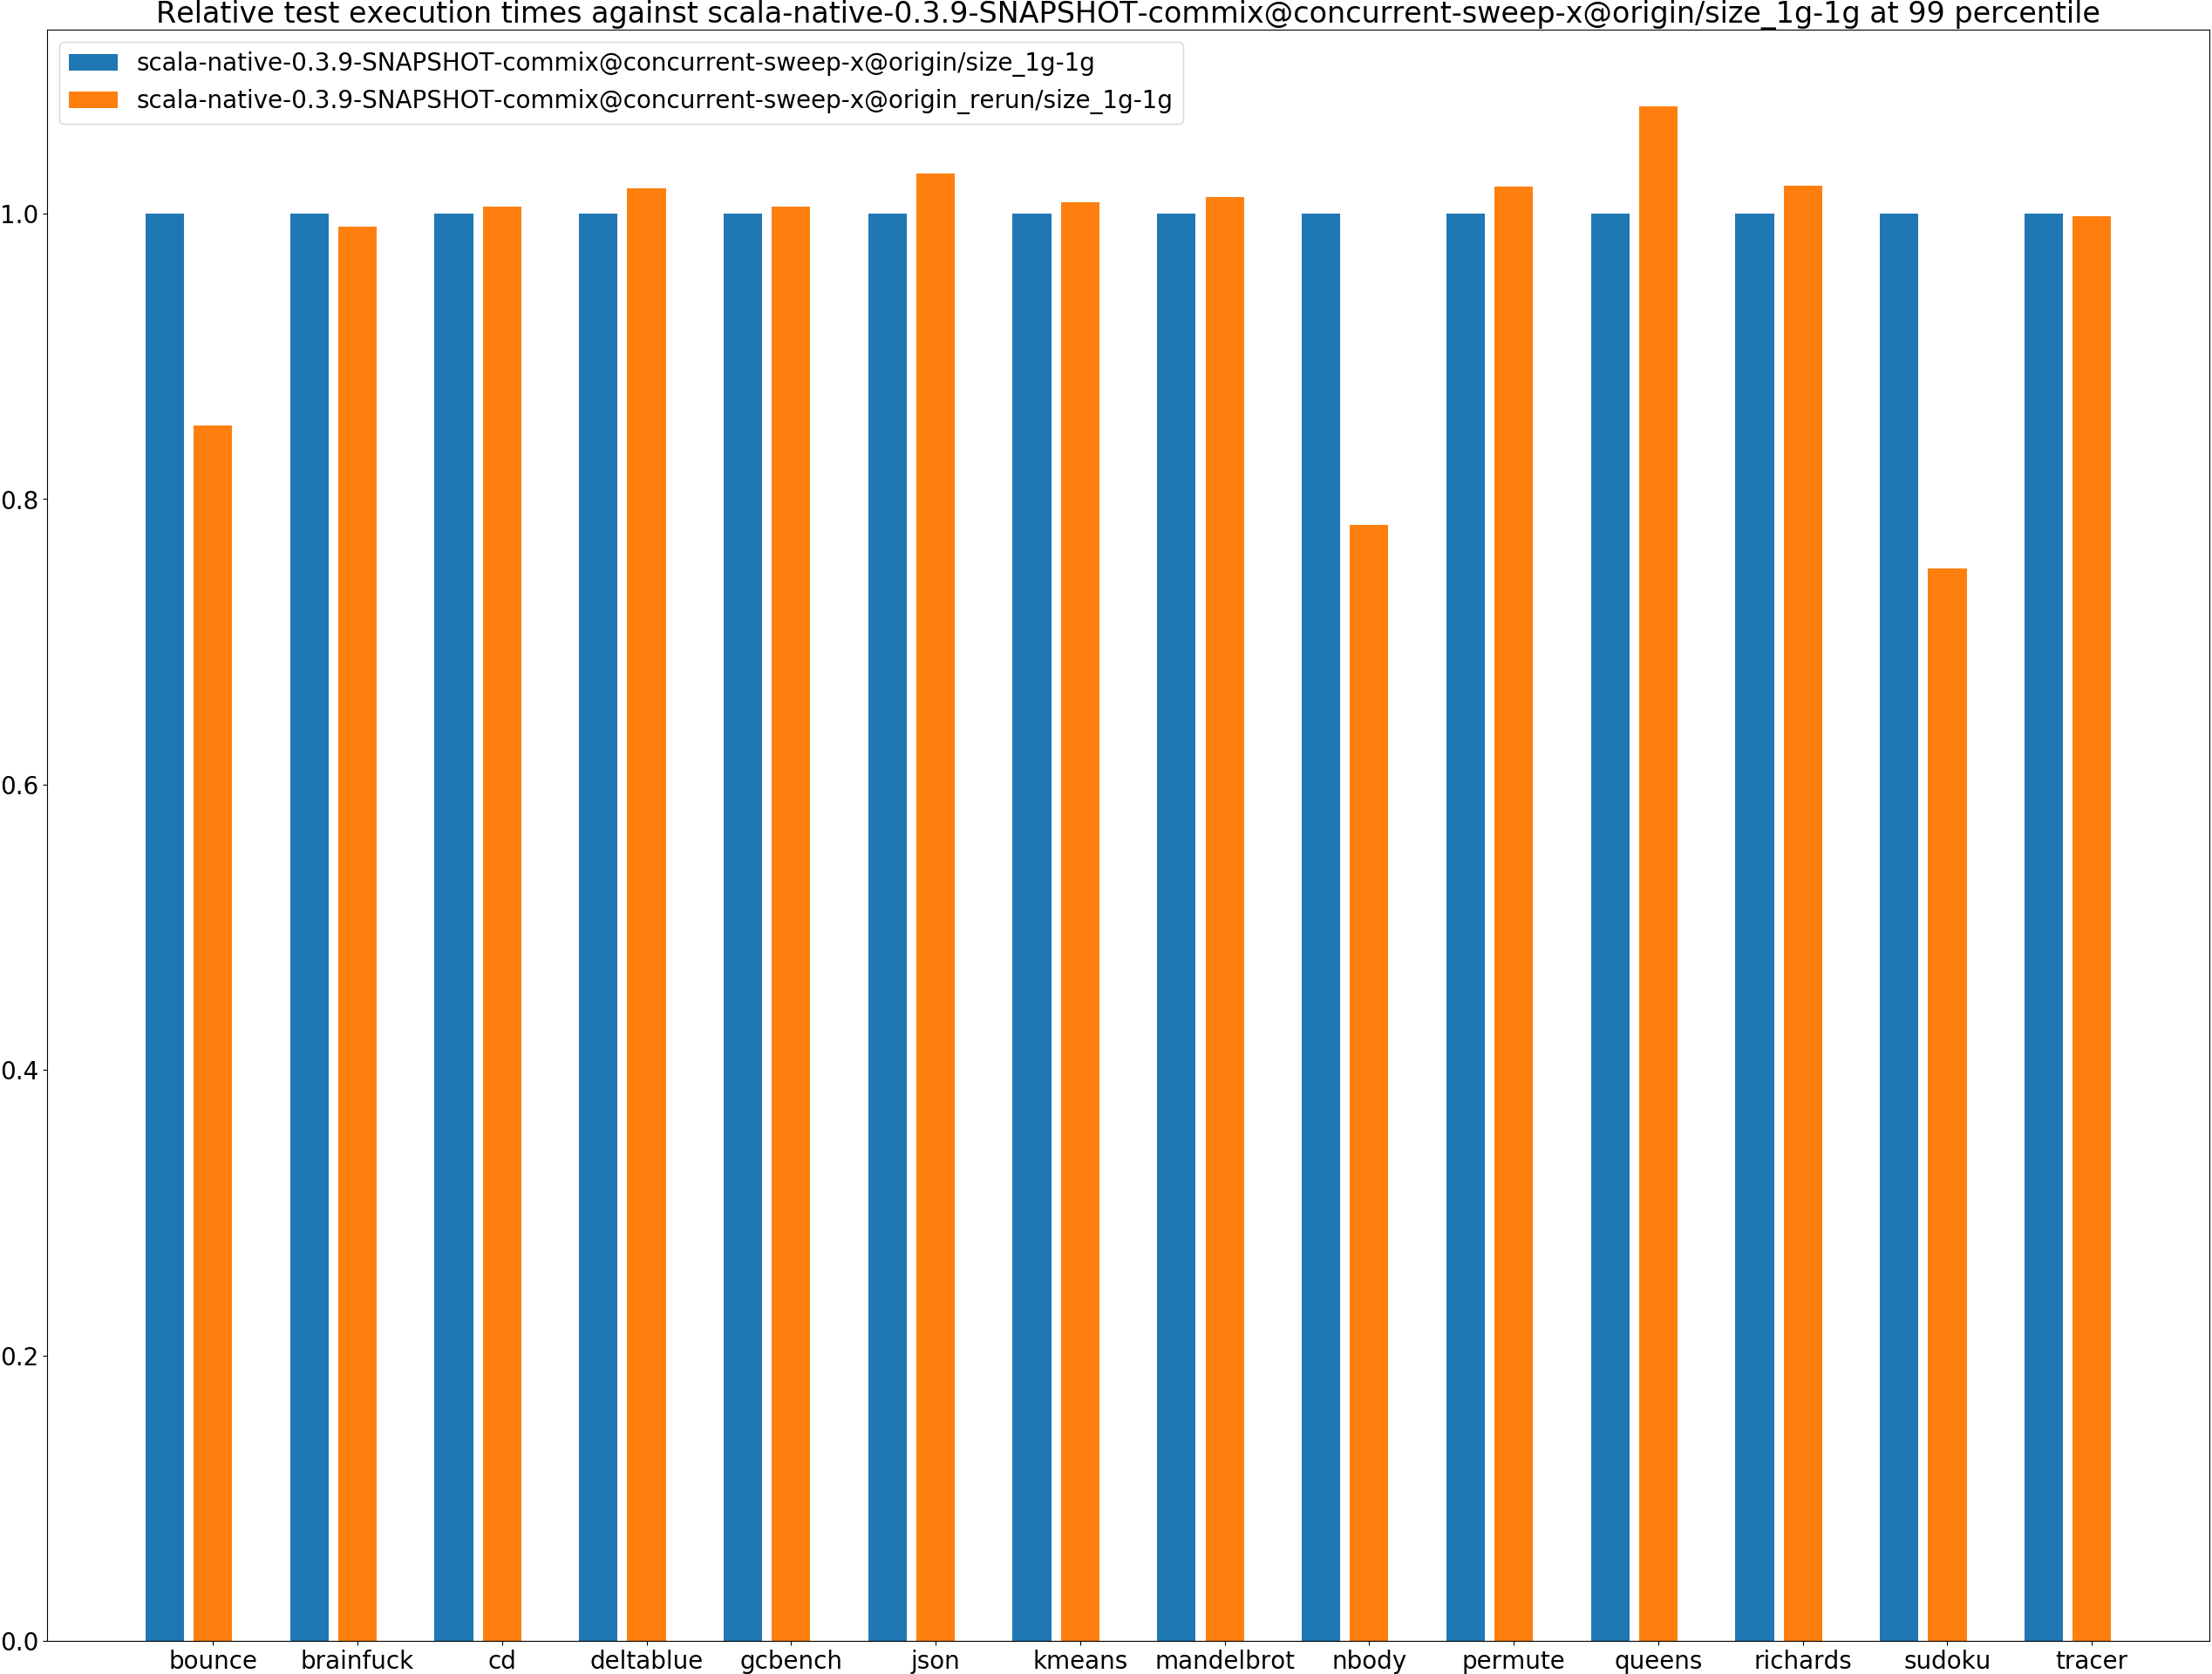 Relative test execution times against scala-native-0.3.9-SNAPSHOT-commix@concurrent-sweep-x@origin/size_1g-1g at 99 percentile
scala-native-0.3.9-SNAPSHOT-commix@concurrent-sweep-x@origin/size_1g-1g
scala-native-0.3.9-SNAPSHOT-commix@concurrent-sweep-x@origin_rerun/size_1g-1g
1.0
0.8
0.6
0.4
0.2
0.0
bounce brainfuck cd deltablue gcbench json kmeans mandelbrot nbody permute queens richards sudoku tracer